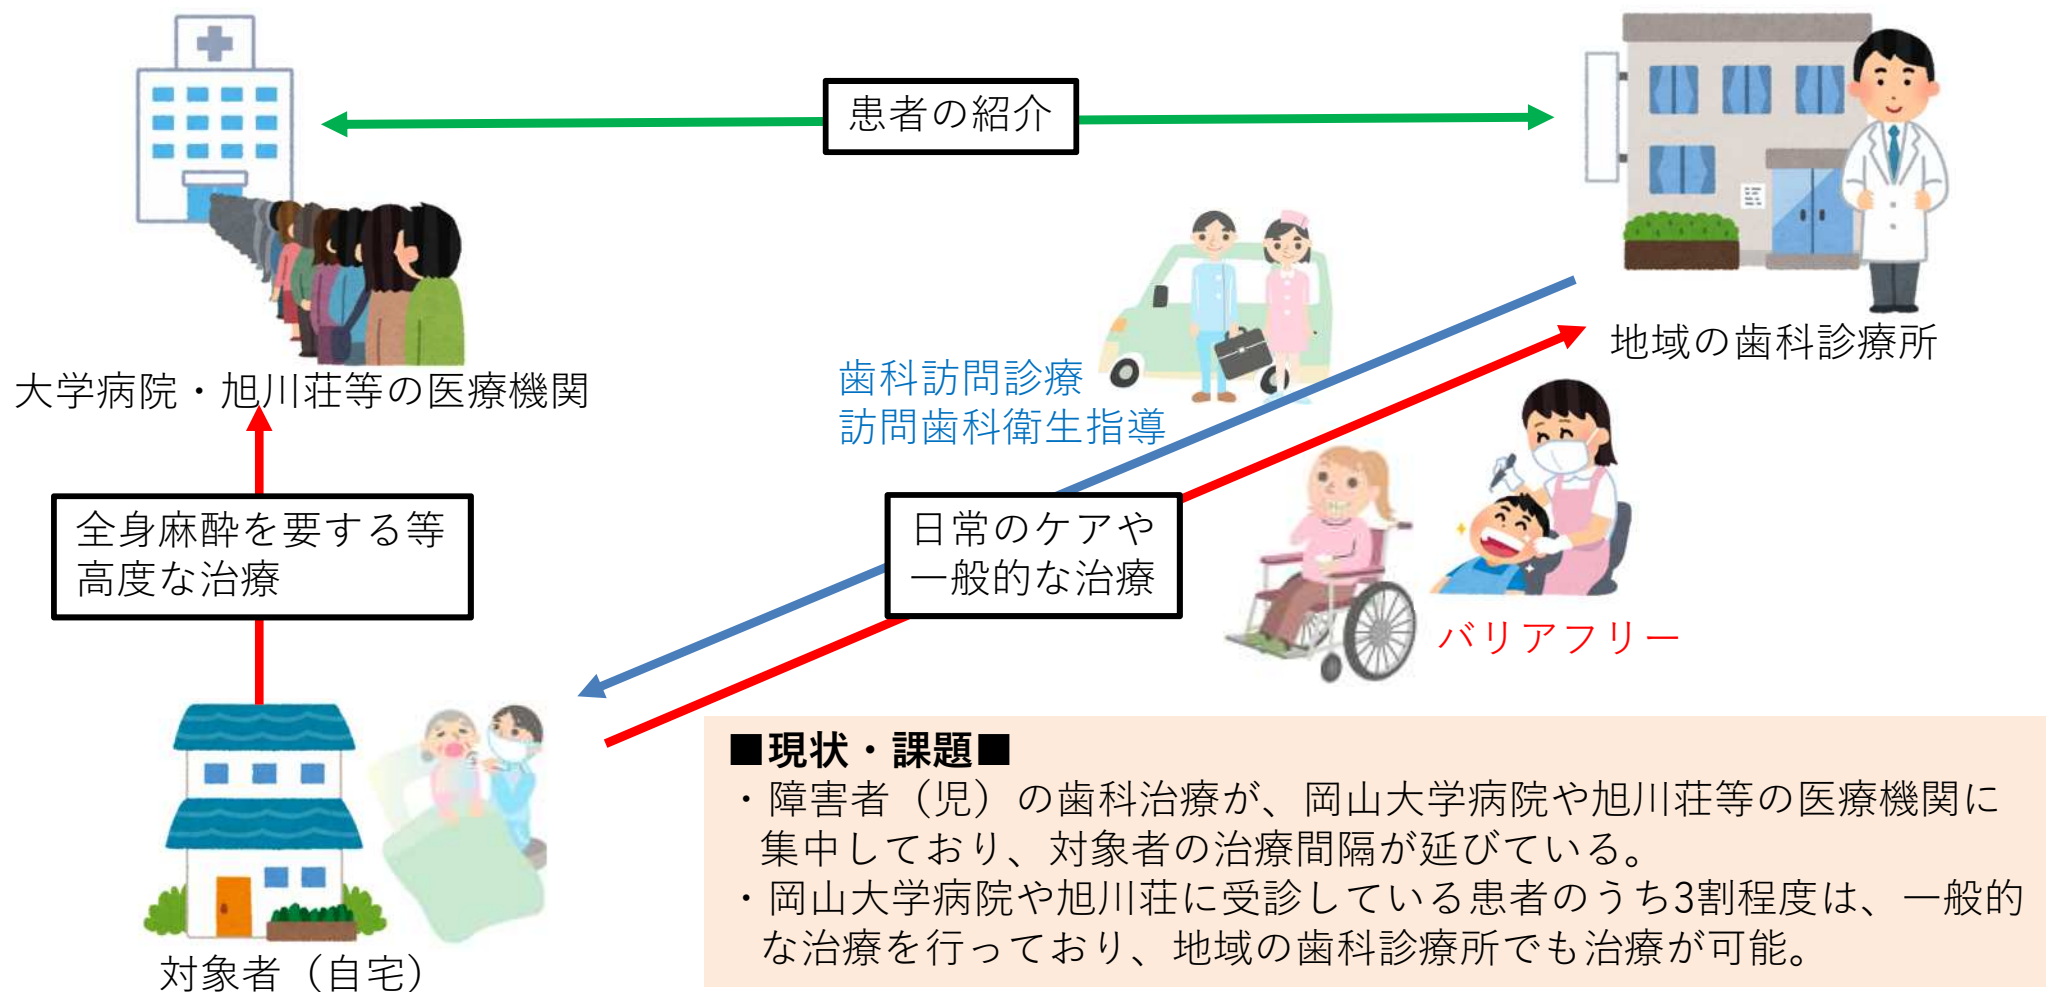 患者の紹介
地域の歯科診療所
大学病院・旭川荘等の医療機関
歯科訪問診療
訪問歯科衛生指導
全身麻酔を要する等
高度な治療
日常のケアや
一般的な治療
バリアフリー
対象者（自宅）
■現状・課題■
・障害者（児）の歯科治療が、岡山大学病院や旭川荘等の医療機関に
集中しており、対象者の治療間隔が延びている。
・岡山大学病院や旭川荘に受診している患者のうち3割程度は、一般的
な治療を行っており、地域の歯科診療所でも治療が可能。